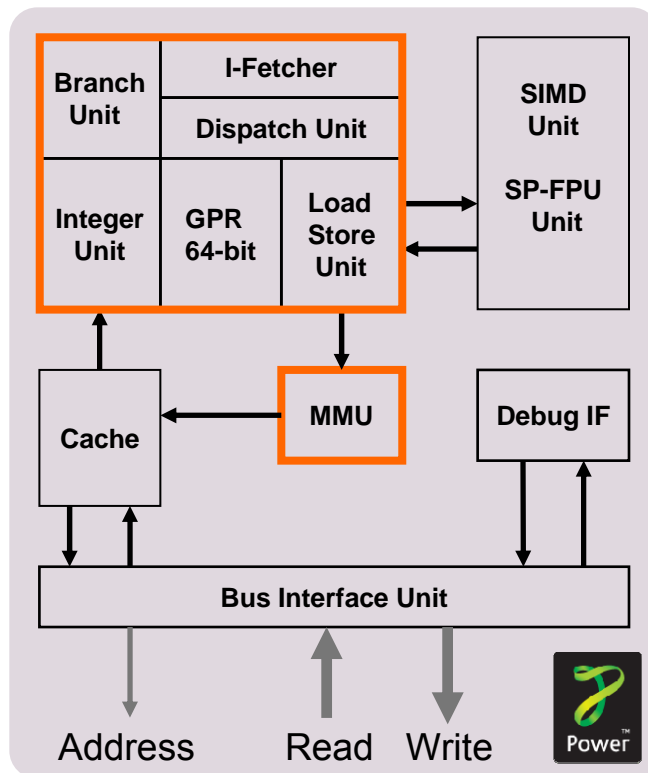 Branch
Unit
I-Fetcher
Dispatch Unit
Integer
Unit
GPR
64-bit
Load
Store
Unit
SIMD
Unit
SP-FPU
Unit
Cache
MMU
Debug IF
Bus Interface Unit
Address
Read
Write
Power™